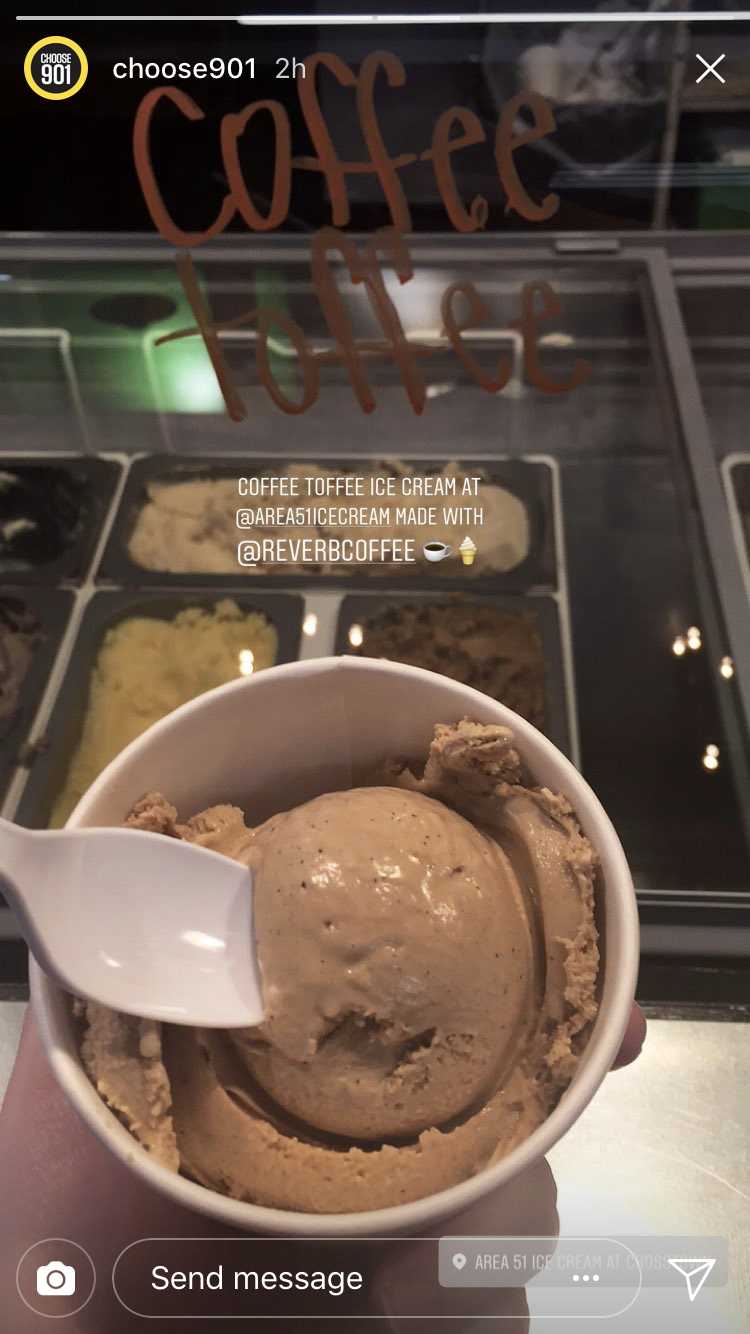 CHOOSE
901
choose901 2h
coffee
toffee
COFFEE TOFFEE ICE CREAM AT
@AREA51ICECREAM MADE WITH
@REVERBCOFFEE ☕🍦
AREA 51 ICE CREAM AT CROSSTOWN
Send message